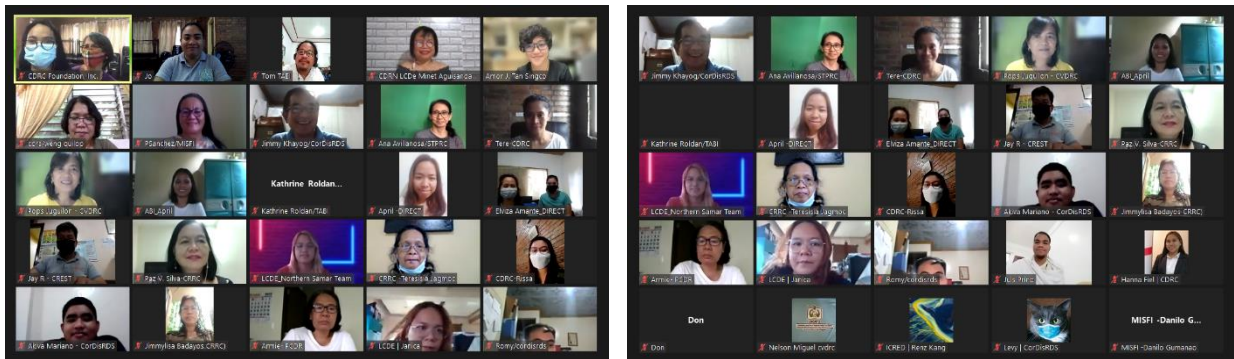 CDRC Foundation, Inc.
Jo
Tom TABI
CDRN LCDe Minet Aguisanda
Amor J. Tan Singco
cora weng quilop
PSanchez/MISFI
Jimmy Khayog/CorDisRDS
Ana Avilanosa/STPRC
Tere-CDRC
Pops Juguilon - CVDRC
ABI_April
Kathrine Roldan...
Kathrine Roldan/TABI
April -DIRECT
Elviza Amante_DIRECT
Jay R - CREST
Paz V. Silva-CRRC
LCDE_Northern Samar Team
CRRC -Teresisia Jagmoc
CDRC-Rissa
Akva Mariano - CorDisRDS
Jimmylisa Badayos CRRC)
Armie-
LCDE | Janica
Romy/cordisrds
Jimmy Khayog/CorDisRDS
Ana Avilanosa/STPRC
Tere-CDRC
Pops Juguilon - CVDRC
ABI_April
Kathrine Roldan/TABI
April -DIRECT
Elviza Amante_DIRECT
Jay R - CREST
Paz V. Silva-CRRC
LCDE_Northern Samar Team
CRRC -Teresisia Jagmoc
CDRC-Rissa
Akva Mariano - CorDisRDS
Jimmylisa Badayos CRRC)
Armie-
LCDE | Janica
Romy/cordisrds
Hanna Fiel | CDRC
Don
Don
Nelson Miguel cvdrc
ICRED | Renz Kang
Levy | CorDisRDS
MISFI -Danilo G...
MISFI -Danilo Gumanao